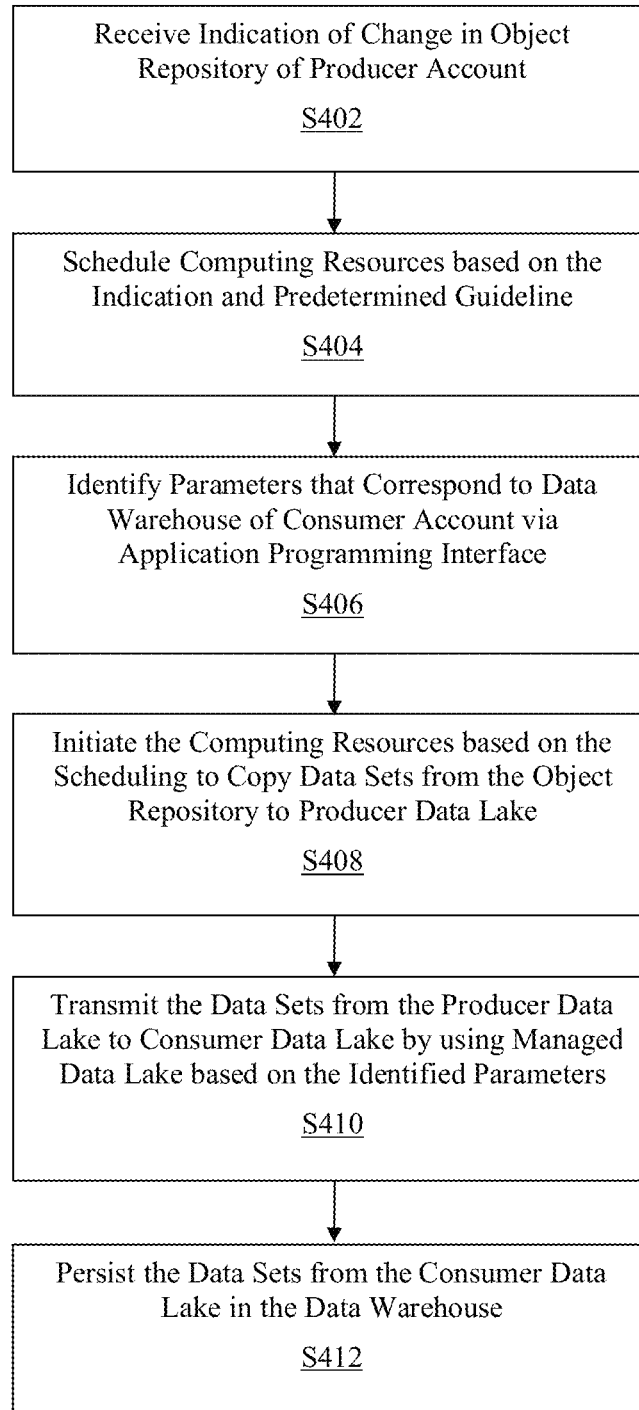 Receive Indication of Change in Object
Repository of Producer Account
S402
Schedule Computing Resources based on the
Indication and Predetermined Guideline
S404
Identify Parameters that Correspond to Data
Warehouse of Consumer Account via
Application Programming Interface
S406
Initiate the Computing Resources based on the
Scheduling to Copy Data Sets from the Object
Repository to Producer Data Lake
S408
Transmit the Data Sets from the Producer Data
Lake to Consumer Data Lake by using Managed
Data Lake based on the Identified Parameters
S410
Persist the Data Sets from the Consumer Data
Lake in the Data Warehouse
S412